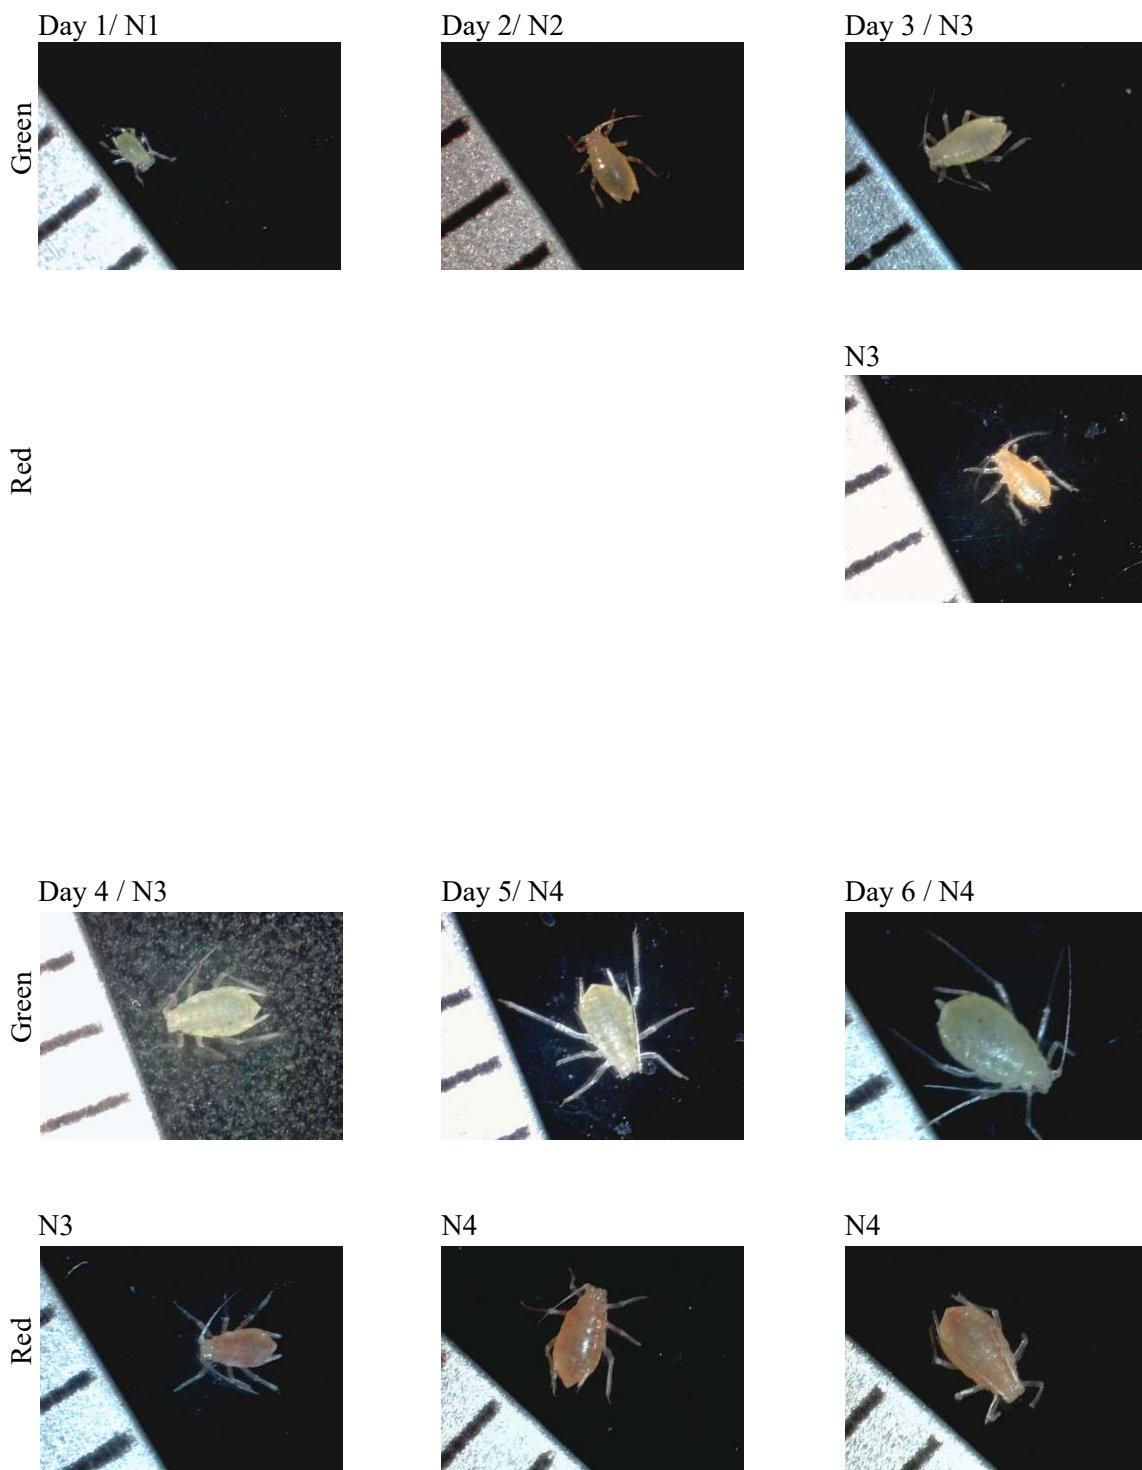 Day 1/ N1
Day 2/ N2
Day 3 / N3
Green
N3
Red
Day 4 / N3
Day 5/ N4
Day 6 / N4
Green
N3
N4
N4
Red